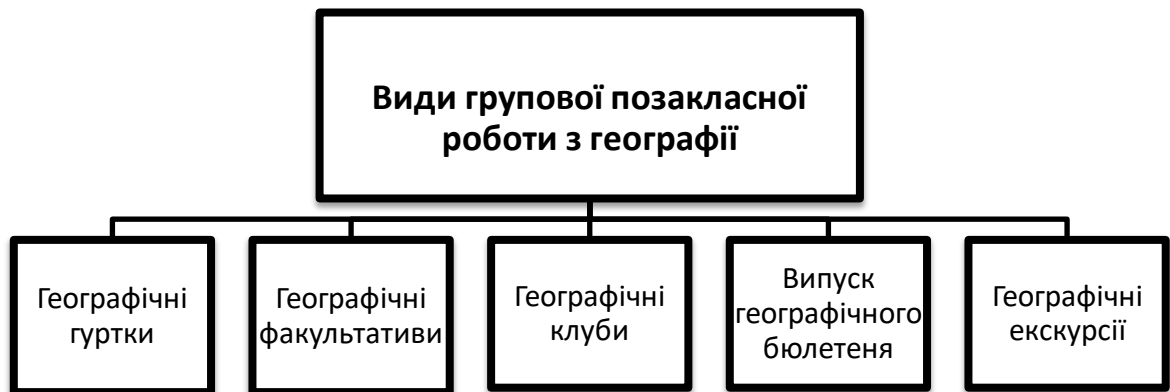 Види групової позакласної
роботи з географії
Географічні
гуртки
Географічні
факультативи
Географічні
клуби
Випуск
географічного
бюлетеня
Географічні
екскурсії